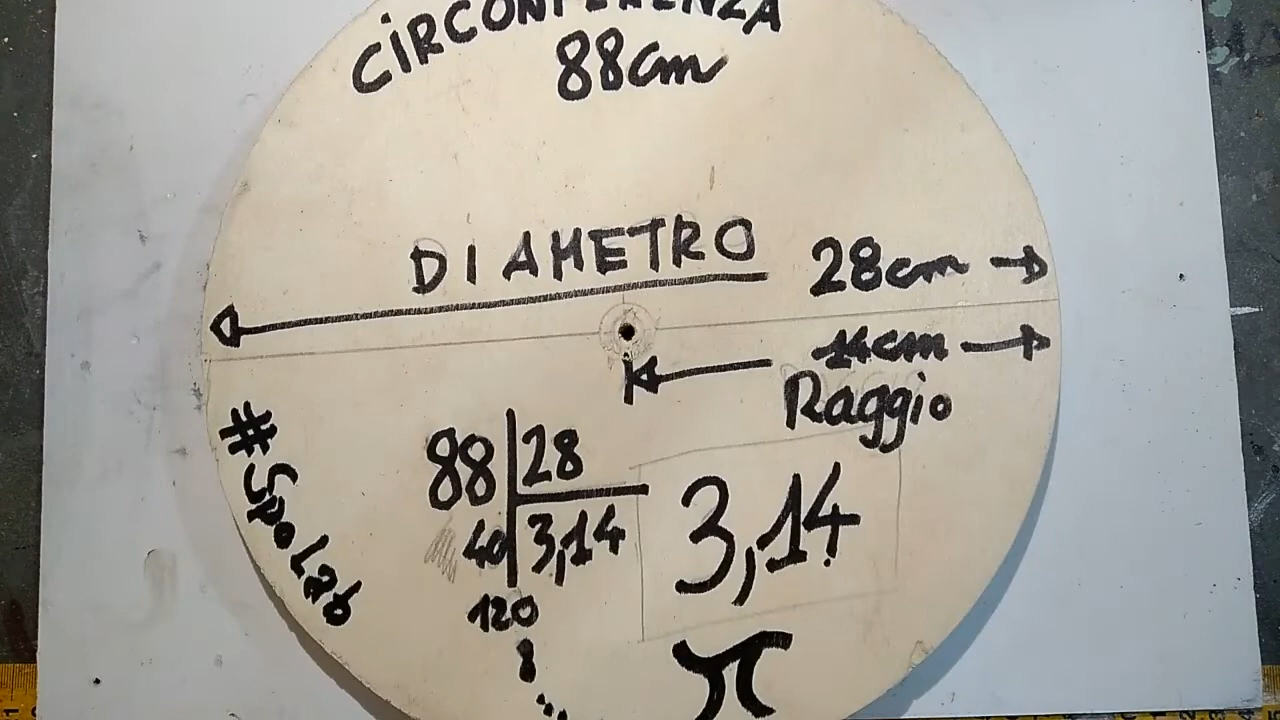 CIRCONFERENZA
88cm
DIAMETRO 28cm
14cm
Raggio
#SpoLab
88 28
40 3,14
120
8
...
3,14
π